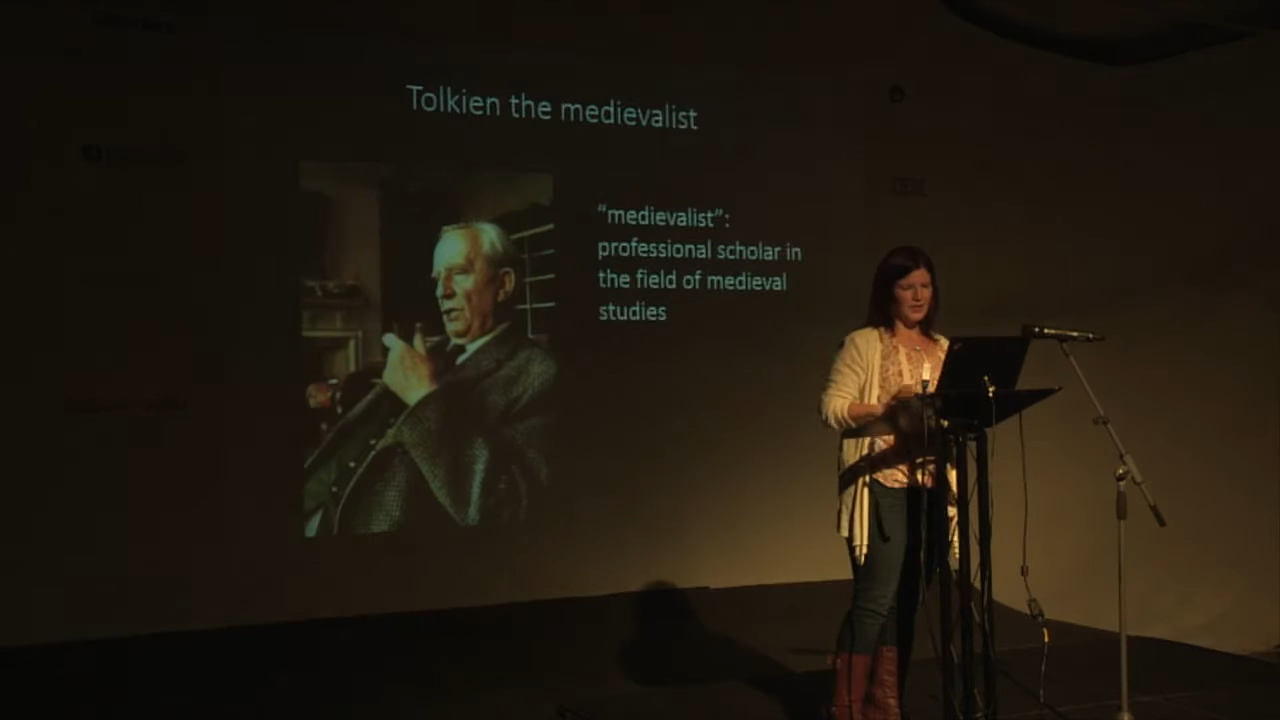 Tolkien the medievalist
“medievalist”:
professional scholar in
the field of medieval
studies